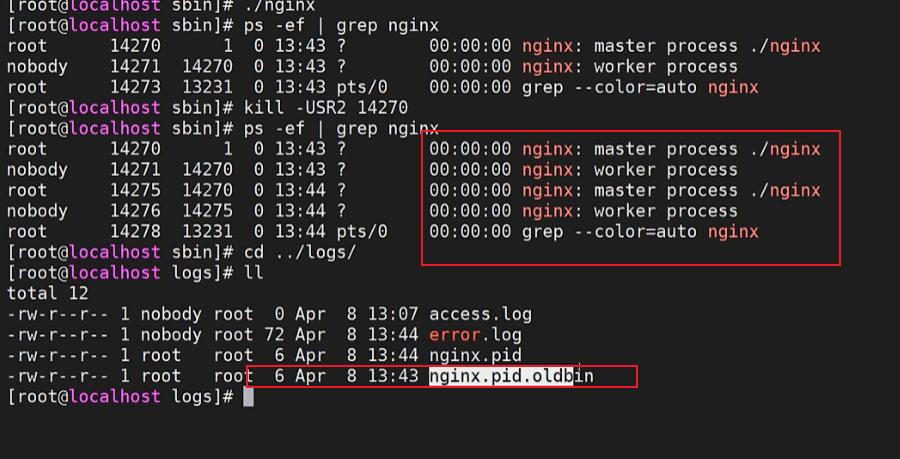 [root@localhost sbin]# ./nginx
[root@localhost sbin]# ps -ef | grep nginx
root     14270     1  0 13:43 ?        00:00:00 nginx: master process ./nginx
nobody   14271 14270  0 13:43 ?        00:00:00 nginx: worker process
root     14273 13231  0 13:43 pts/0    00:00:00 grep --color=auto nginx
[root@localhost sbin]# kill -USR2 14270
[root@localhost sbin]# ps -ef | grep nginx
root     14270     1  0 13:43 ?        00:00:00 nginx: master process ./nginx
nobody   14271 14270  0 13:43 ?        00:00:00 nginx: worker process
root     14275 14270  0 13:44 ?        00:00:00 nginx: master process ./nginx
nobody   14276 14275  0 13:44 ?        00:00:00 nginx: worker process
root     14278 13231  0 13:44 pts/0    00:00:00 grep --color=auto nginx
[root@localhost sbin]# cd ../logs/
[root@localhost logs]# ll
total 12
-rw-r--r-- 1 nobody root  0 Apr  8 13:07 access.log
-rw-r--r-- 1 nobody root 72 Apr  8 13:44 error.log
-rw-r--r-- 1 root   root  6 Apr  8 13:44 nginx.pid
-rw-r--r-- 1 root   root  6 Apr  8 13:43 nginx.pid.oldbin
[root@localhost logs]#